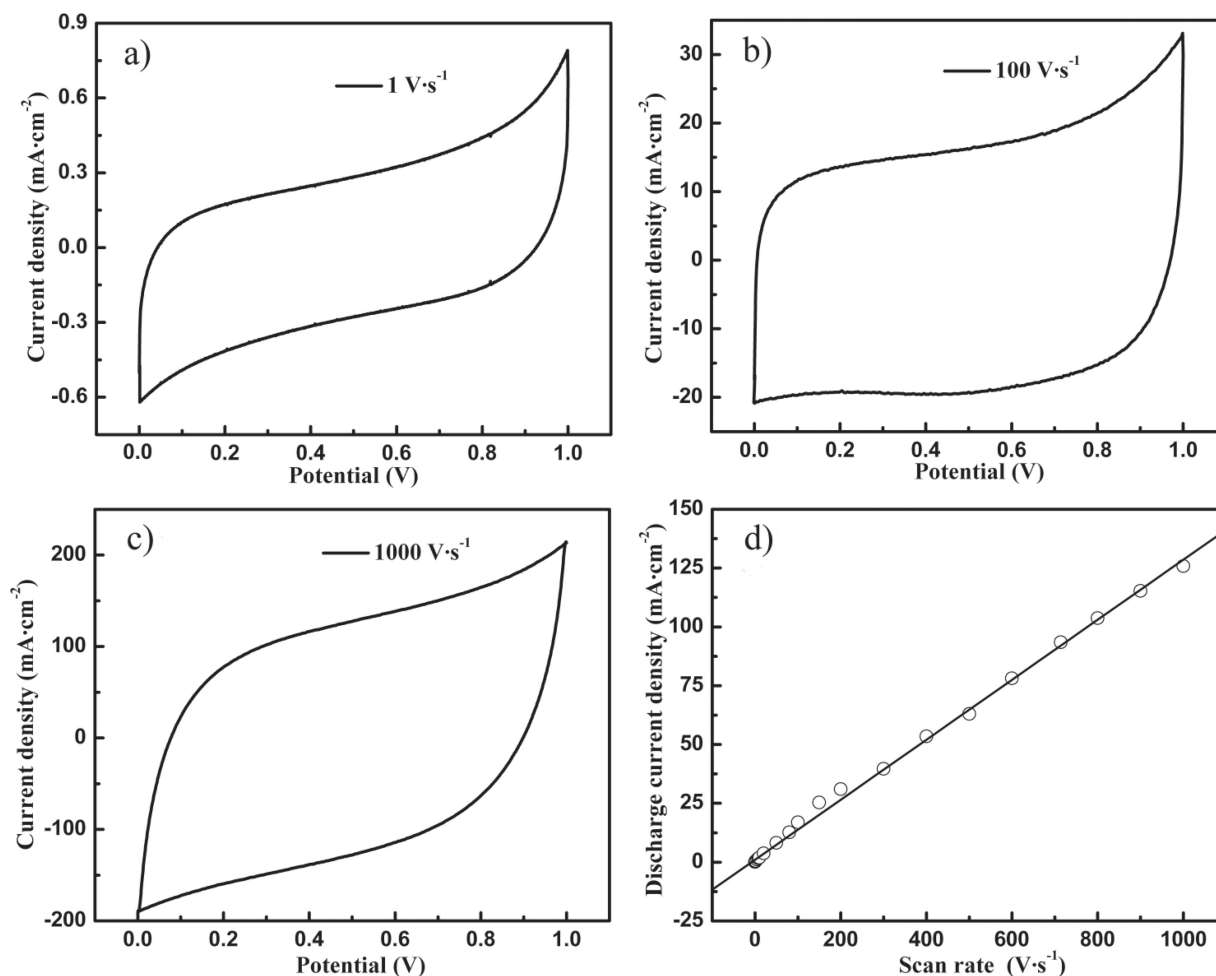 a)
1 V·s⁻¹
Current density (mA·cm⁻²)
0.9
0.6
0.3
0.0
-0.3
-0.6
0.0 0.2 0.4 0.6 0.8 1.0
Potential (V)
b)
100 V·s⁻¹
Current density (mA·cm⁻²)
30
20
10
0
-10
-20
0.0 0.2 0.4 0.6 0.8 1.0
Potential (V)
c)
1000 V·s⁻¹
Current density (mA·cm⁻²)
200
100
0
-100
-200
0.0 0.2 0.4 0.6 0.8 1.0
Potential (V)
d)
Discharge current density (mA·cm⁻²)
150
125
100
75
50
25
0
-25
0 200 400 600 800 1000
Scan rate (V·s⁻¹)